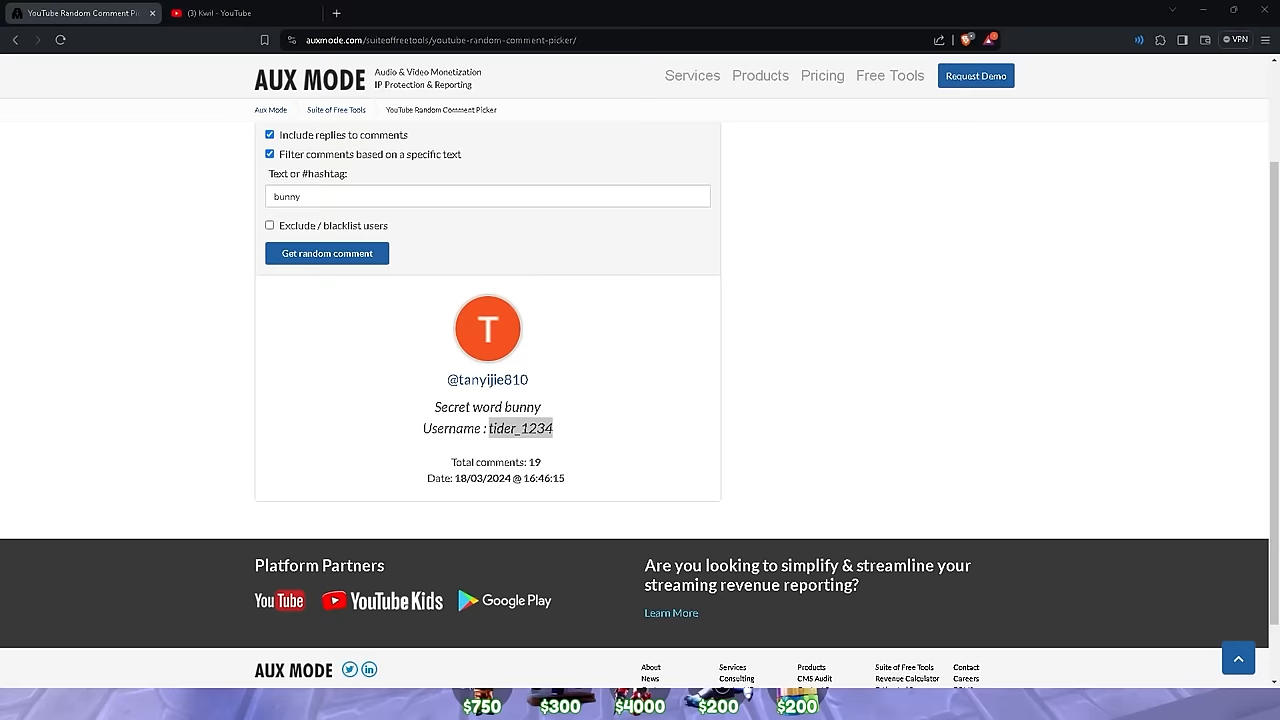 YouTube Random Comment Pi
(3) Kwil - YouTube
auxmode.com/suiteoffreetools/youtube-random-comment-picker/
VPN
AUX MODE
Audio & Video Monetization
IP Protection & Reporting
Services
Products
Pricing
Free Tools
Request Demo
Aux Mode
Suite of Free Tools
YouTube Random Comment Picker
Include replies to comments
Filter comments based on a specific text
Text or #hashtag:
bunny
Exclude / blacklist users
Get random comment
T
@tanyijie810
Secret word bunny
Username : tider_1234
Total comments: 19
Date: 18/03/2024 @ 16:46:15
Platform Partners
YouTube
YouTube Kids
Google Play
Are you looking to simplify & streamline your
streaming revenue reporting?
Learn More
AUX MODE
About
Services
Products
Suite of Free Tools
Contact
News
Consulting
CMS Audit
Revenue Calculator
Careers
$750
$300
$4000
$200
$200